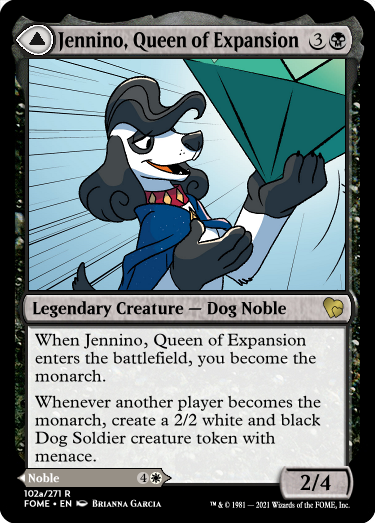 Jennino, Queen of Expansion 3
Legendary Creature — Dog Noble
When Jennino, Queen of Expansion
enters the battlefield, you become the
monarch.
Whenever another player becomes the
monarch, create a 2/2 white and black
Dog Soldier creature token with
menace.
Noble 4
2/4
102a/271 R
FOME • EN Brianna Garcia
™ & © 1981 — 2021 Wizards of the FOME, Inc.